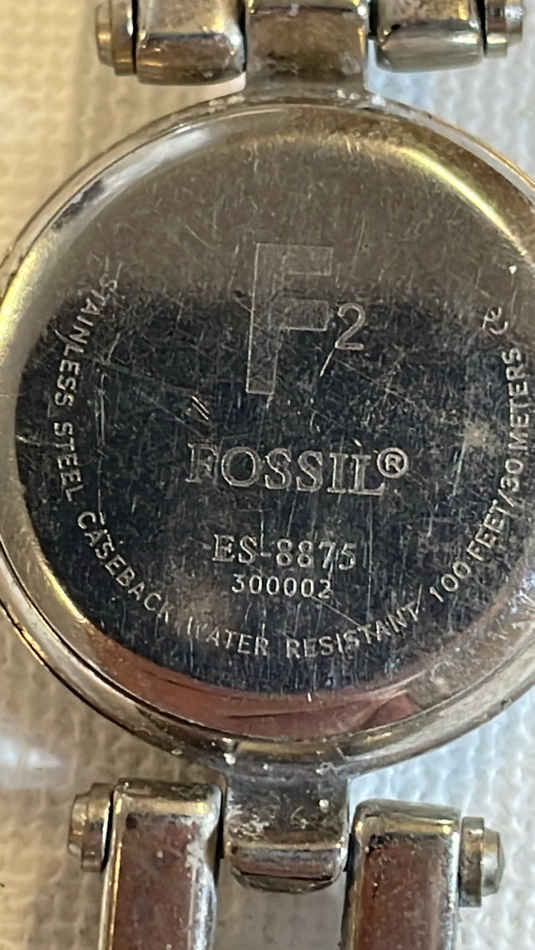 F2
FOSSIL®
ES-8875
300002
STAINLESS STEEL CASEBACK WATER RESISTANT 100 FEET/30 METERS